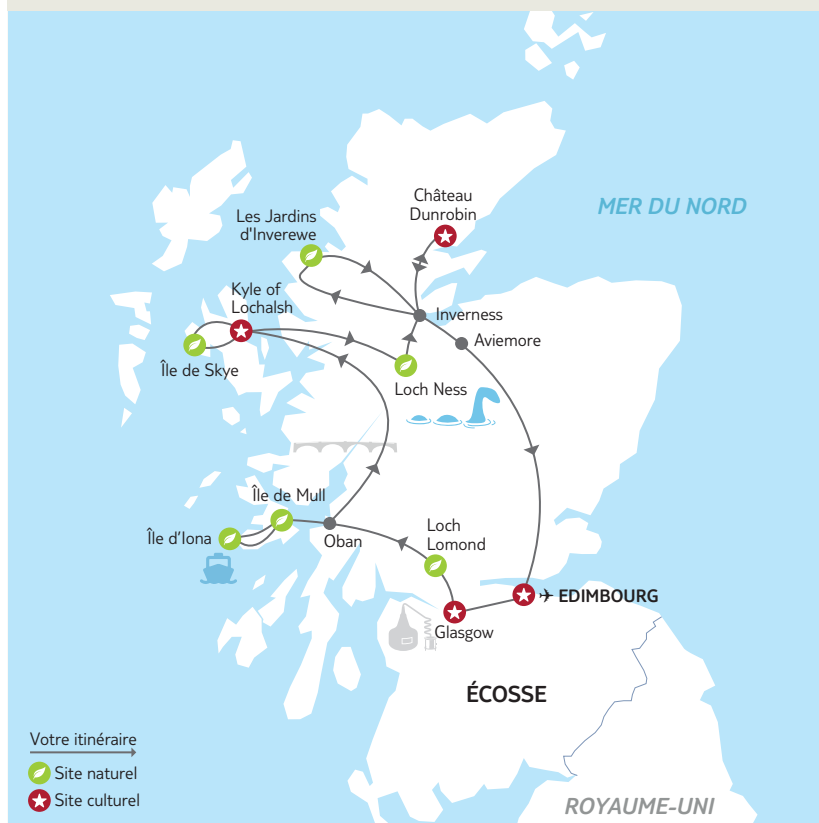 Château
Dunrobin
MER DU NORD
Les Jardins
d'Inverewe
Kyle of
Lochalsh
Inverness
Aviemore
Île de Skye
Loch Ness
Île de Mull
Île d'Iona
Oban
Loch
Lomond
EDIMBOURG
Glasgow
ÉCOSSE
Votre itinéraire
Site naturel
Site culturel
ROYAUME-UNI